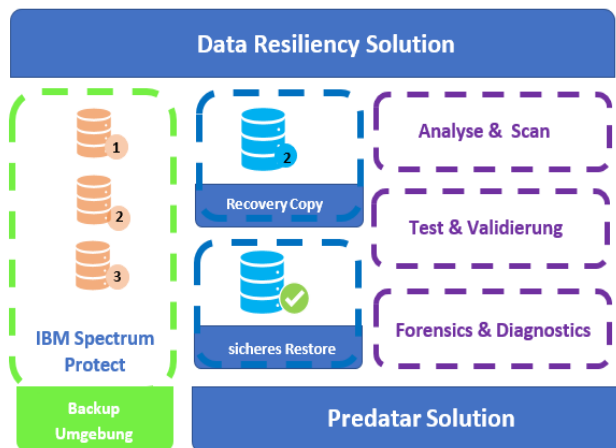 Data Resiliency Solution
1
2
3
IBM Spectrum
Protect
Backup
Umgebung
2
Recovery Copy
sicheres Restore
Analyse & Scan
Test & Validierung
Forensics & Diagnostics
Predatar Solution